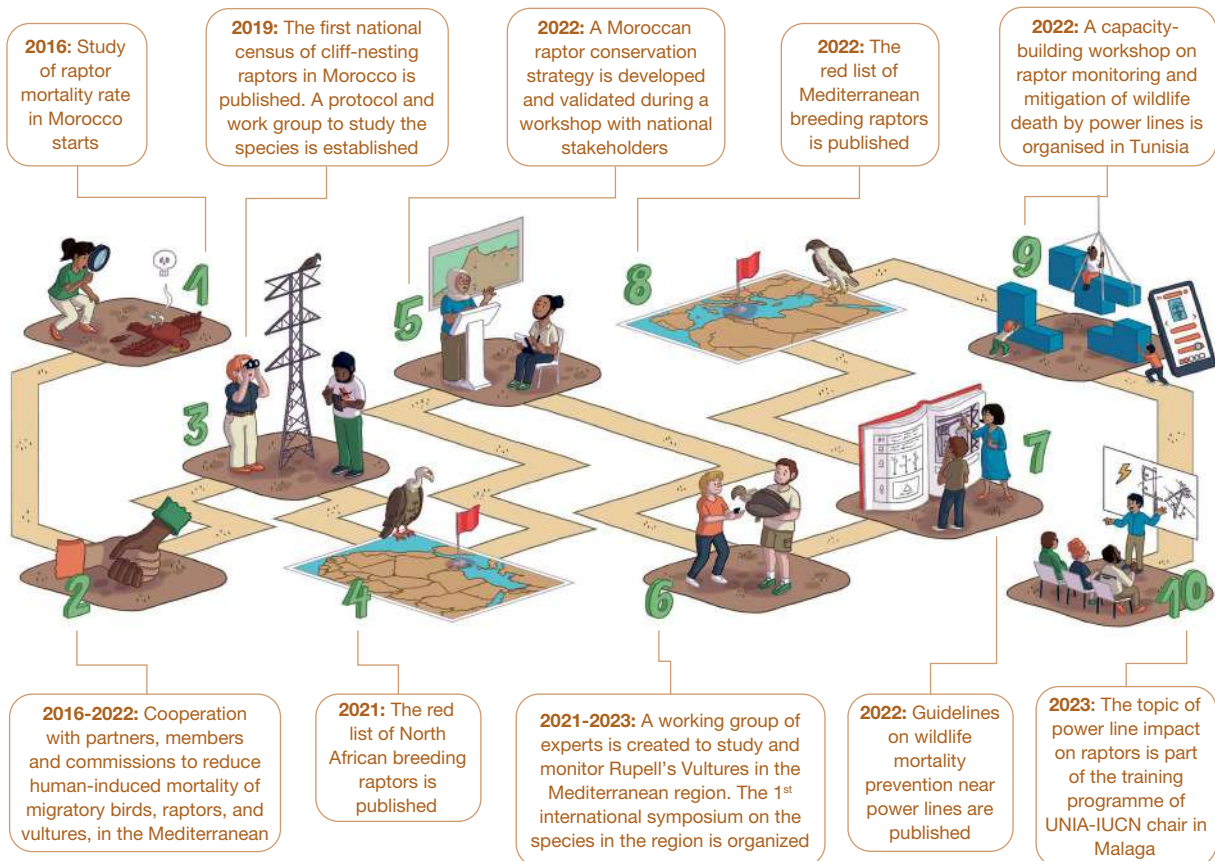 2016: Study
of raptor
mortality rate
in Morocco
starts
2019: The first national
census of cliff-nesting
raptors in Morocco is
published. A protocol and
work group to study the
species is established
2022: A Moroccan
raptor conservation
strategy is developed
and validated during a
workshop with national
stakeholders
2022: The
red list of
Mediterranean
breeding raptors
is published
2022: A capacity-
building workshop on
raptor monitoring and
mitigation of wildlife
death by power lines is
organised in Tunisia
1
3
5
8
9
2
4
6
7
10
2016-2022: Cooperation
with partners, members
and commissions to reduce
human-induced mortality of
migratory birds, raptors, and
vultures, in the Mediterranean
2021: The red
list of North
African breeding
raptors is
published
2021-2023: A working group of
experts is created to study and
monitor Rupell's Vultures in the
Mediterranean region. The 1st
international symposium on the
species in the region is organized
2022: Guidelines
on wildlife
mortality
prevention near
power lines are
published
2023: The topic of
power line impact
on raptors is part
of the training
programme of
UNIA-IUCN chair in
Malaga